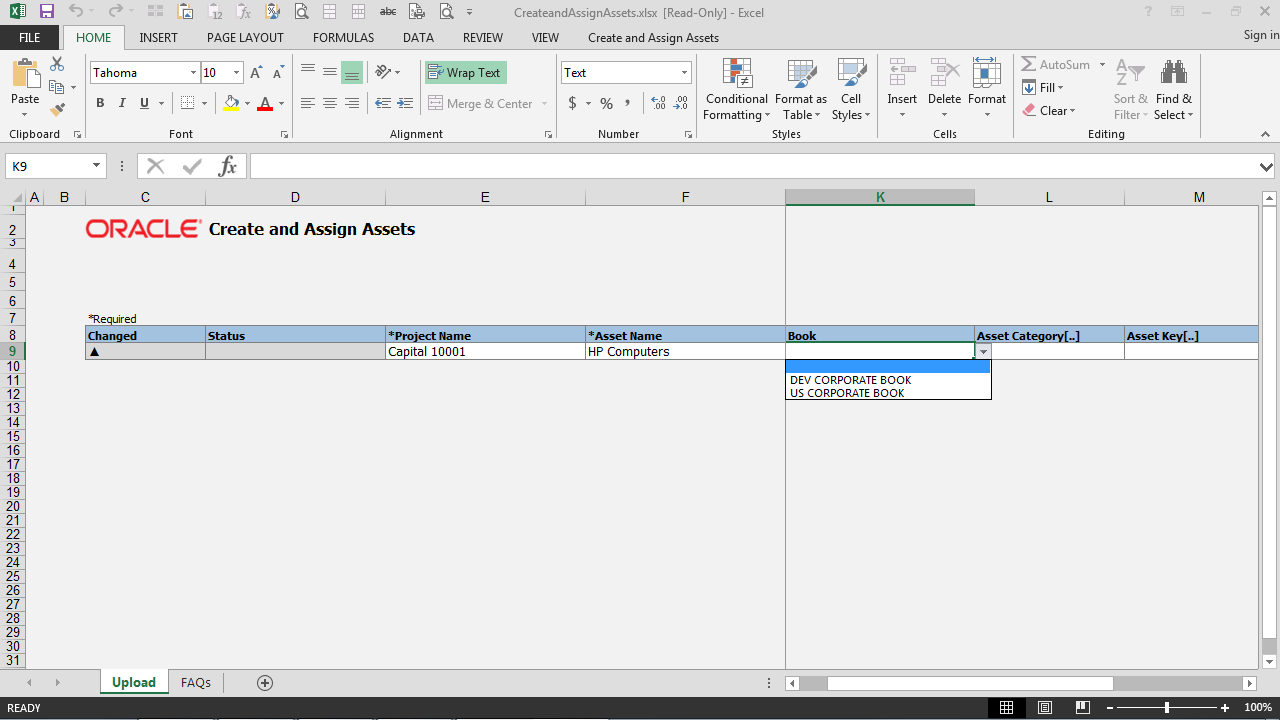 CreateandAssignAssets.xlsx [Read-Only] - Excel
FILE HOME INSERT PAGE LAYOUT FORMULAS DATA REVIEW VIEW Create and Assign Assets Sign in
Paste
Tahoma 10
B I U A
Wrap Text
Merge & Center
Text
$ % ,
Conditional Formatting
Format as Table
Cell Styles
Insert Delete Format
AutoSum
Fill
Clear
Sort & Filter
Find & Select
Clipboard Font Alignment Number Styles Cells Editing
K9 fx
A B C D E F K L M
1
2 ORACLE Create and Assign Assets
3
4
5
6
7 *Required
8 Changed Status *Project Name *Asset Name Book Asset Category[..] Asset Key[..]
9 ▲ Capital 10001 HP Computers
10
11 DEV CORPORATE BOOK
12 US CORPORATE BOOK
13
14
15
16
17
18
19
20
21
22
23
24
25
26
27
28
29
30
31
Upload FAQs
READY 100%